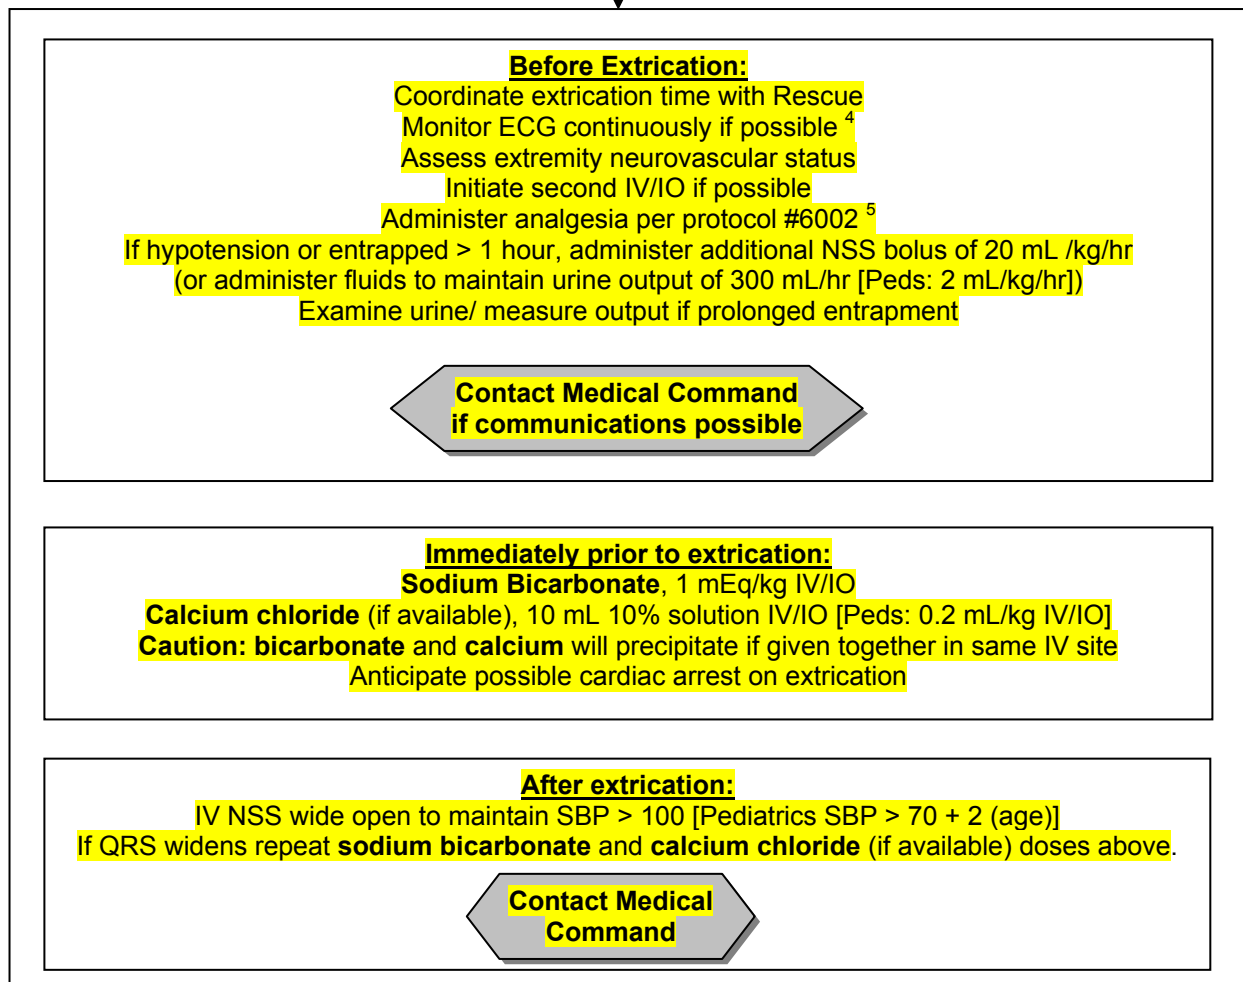 Before Extrication:
Coordinate extrication time with Rescue
Monitor ECG continuously if possible 4
Assess extremity neurovascular status
Initiate second IV/IO if possible
Administer analgesia per protocol #6002 5
If hypotension or entrapped > 1 hour, administer additional NSS bolus of 20 mL /kg/hr
(or administer fluids to maintain urine output of 300 mL/hr [Peds: 2 mL/kg/hr])
Examine urine/ measure output if prolonged entrapment
Contact Medical Command
if communications possible
Immediately prior to extrication:
Sodium Bicarbonate, 1 mEq/kg IV/IO
Calcium chloride (if available), 10 mL 10% solution IV/IO [Peds: 0.2 mL/kg IV/IO]
Caution: bicarbonate and calcium will precipitate if given together in same IV site
Anticipate possible cardiac arrest on extrication
After extrication:
IV NSS wide open to maintain SBP > 100 [Pediatrics SBP > 70 + 2 (age)]
If QRS widens repeat sodium bicarbonate and calcium chloride (if available) doses above.
Contact Medical
Command